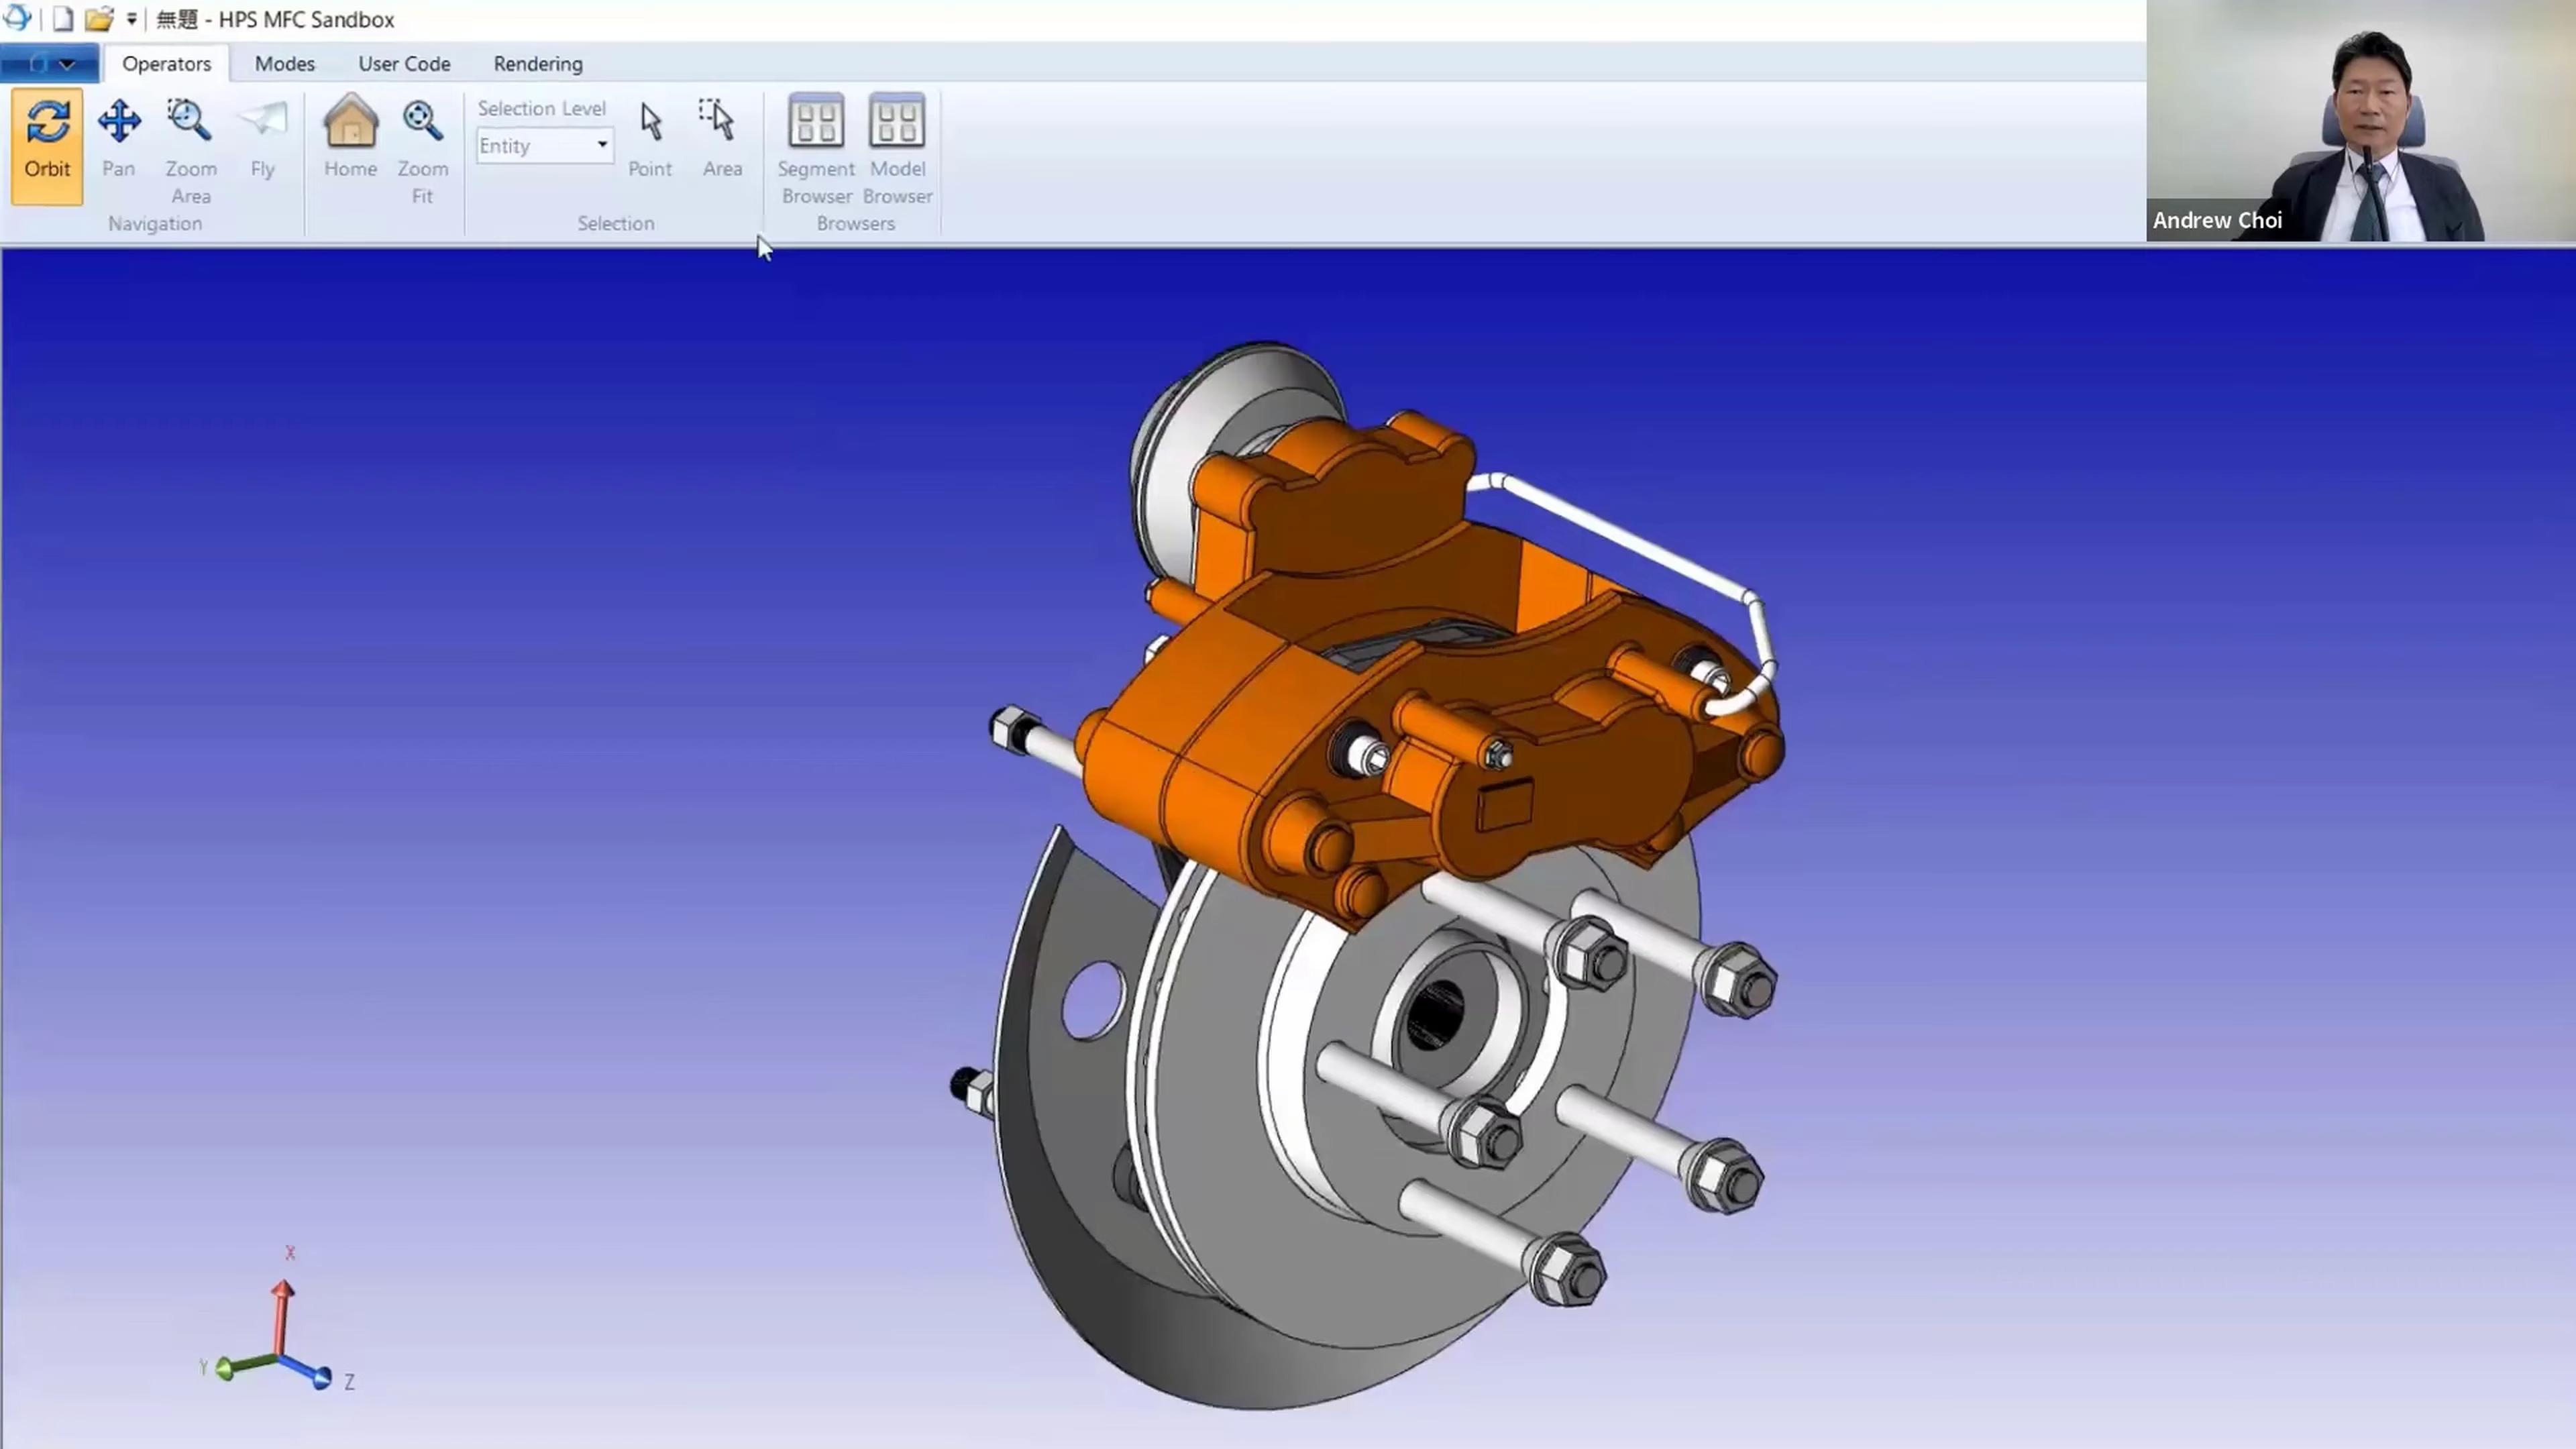 無題 - HPS MFC Sandbox
Operators Modes User Code Rendering
Orbit Pan Zoom Area Fly
Navigation
Home Zoom Fit
Selection Level
Entity
Point Area
Selection
Segment Browser Model Browser
Browsers
Andrew Choi
X
Y
Z